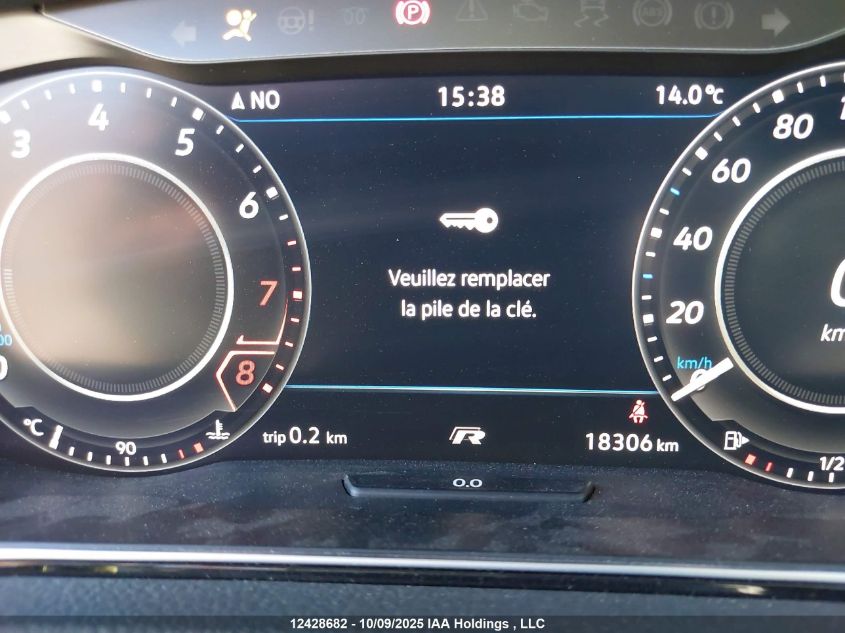 P
ABS
NO
15:38
14.0°C
3
4
5
6
7
8
80
60
40
20
km/h
Veuillez remplacer
la pile de la clé.
°C
90
trip 0.2 km
R
18306 km
1/2
0.0
12428682 - 10/09/2025 IAA Holdings , LLC